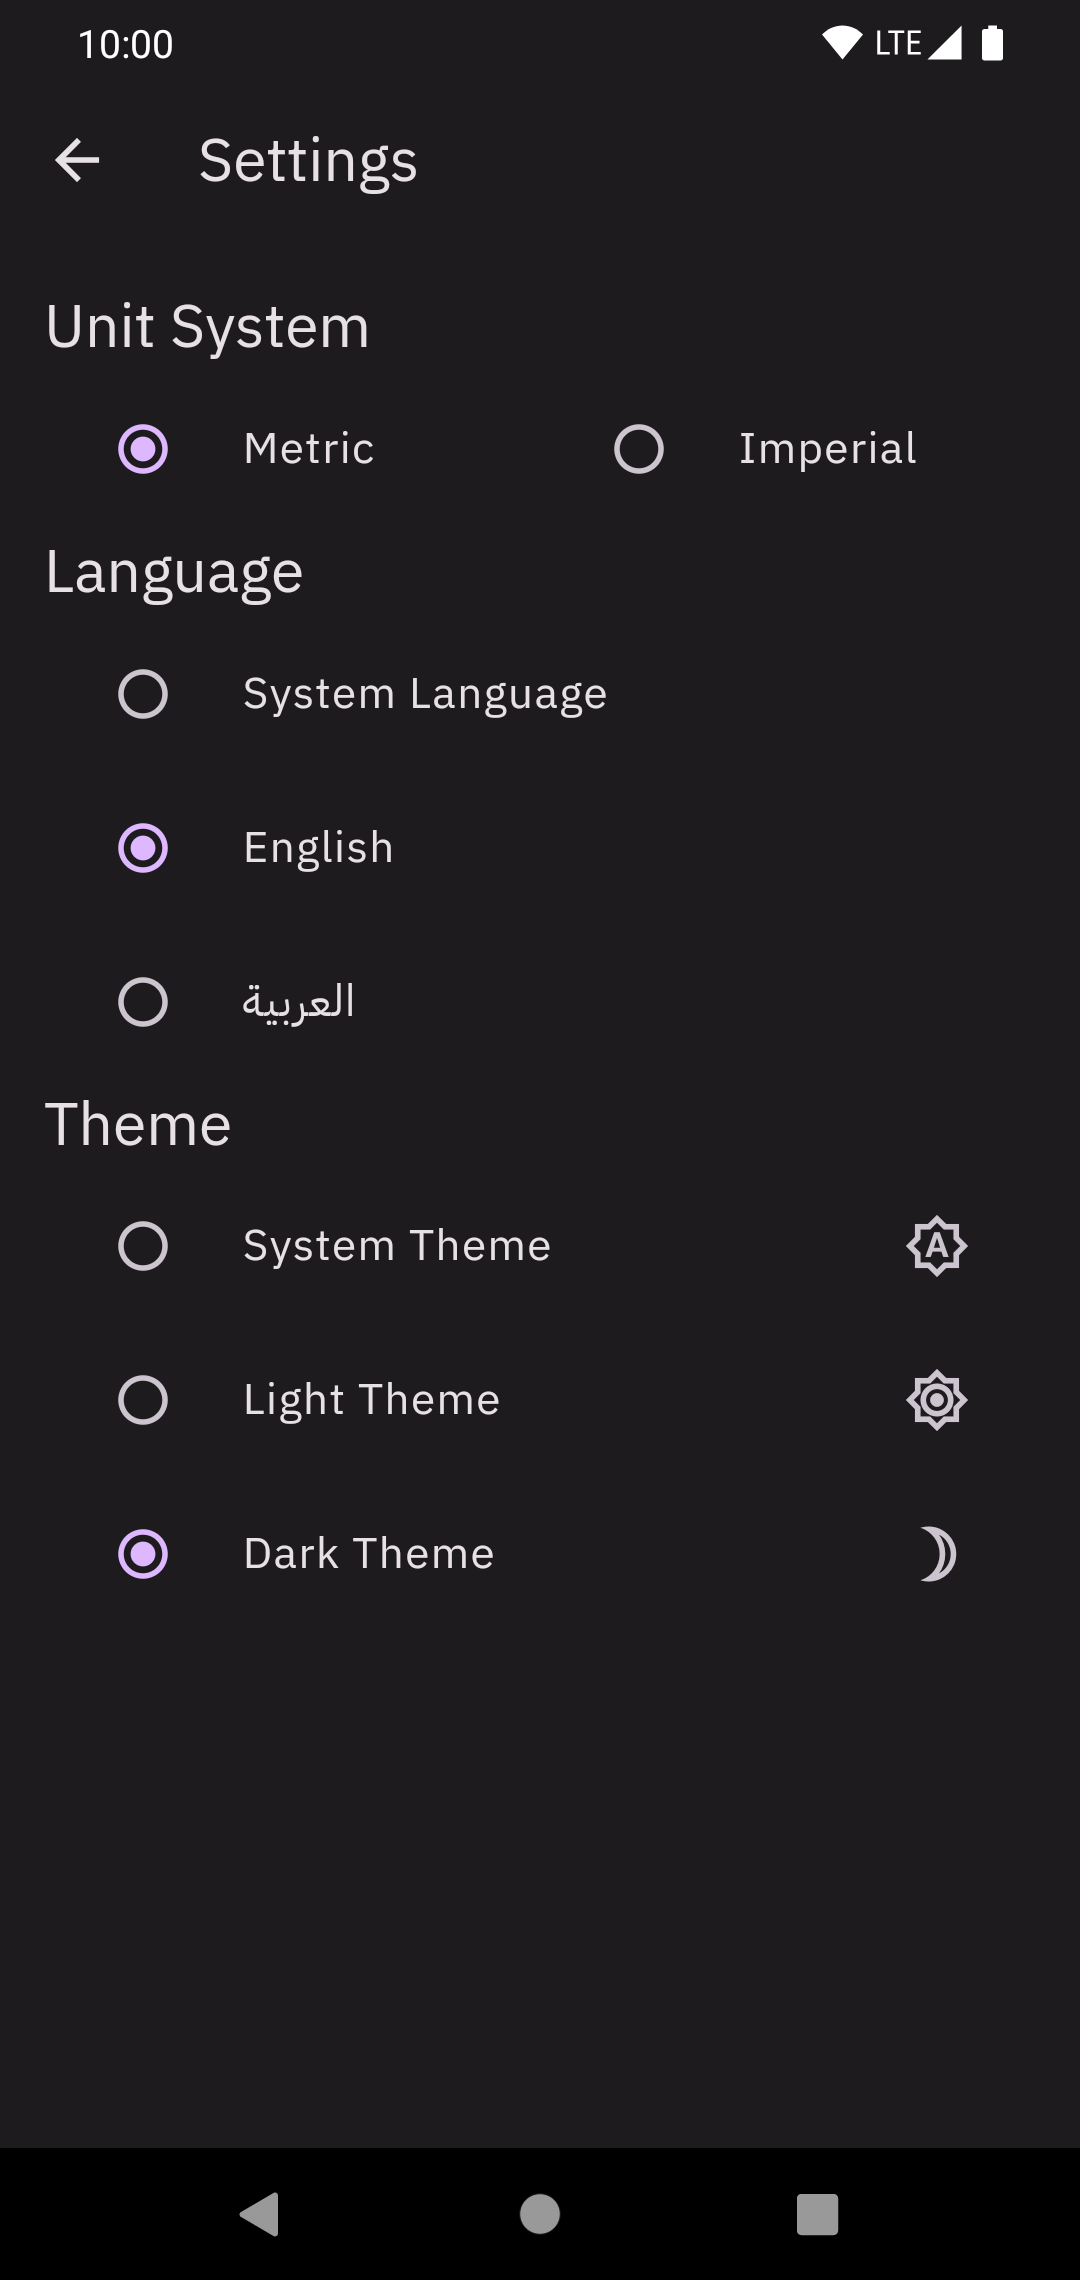 10:00 LTE
Settings
Unit System
Metric Imperial
Language
System Language
English
العربية
Theme
System Theme
Light Theme
Dark Theme